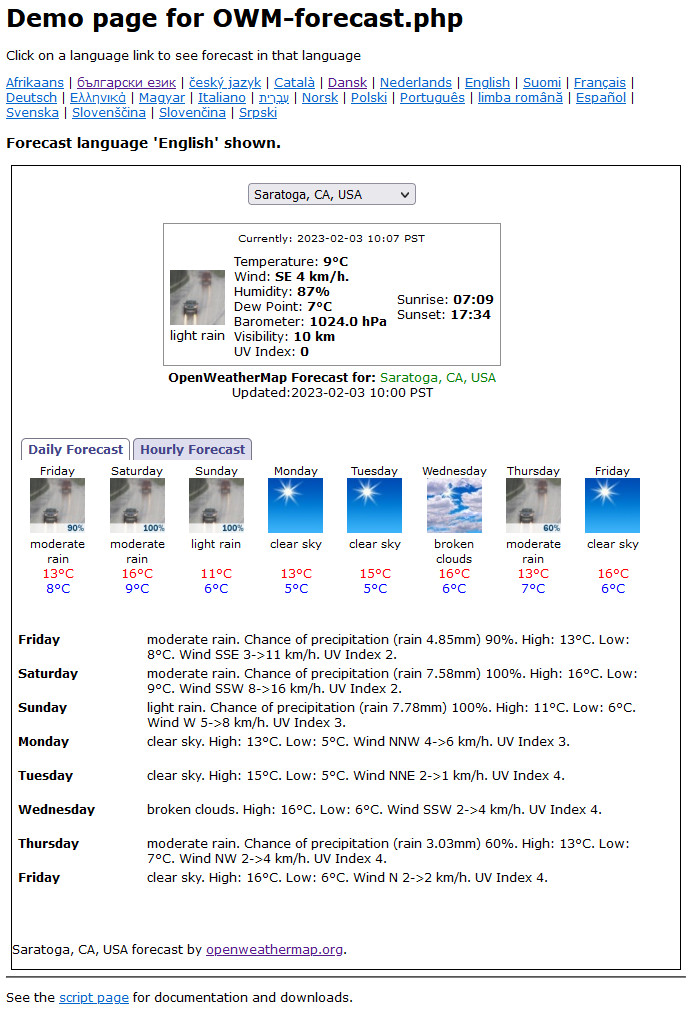 Demo page for OWM-forecast.php
Click on a language link to see forecast in that language
Afrikaans | български език | český jazyk | Català | Dansk | Nederlands | English | Suomi | Français |
Deutsch | Ελληνικά | Magyar | Italiano | עִבְרִית | Norsk | Polski | Português | limba română | Español |
Svenska | Slovenščina | Slovenčina | Srpski
Forecast language 'English' shown.
Saratoga, CA, USA
Currently: 2023-02-03 10:07 PST
light rain
Temperature: 9°C
Wind: SE 4 km/h.
Humidity: 87%
Dew Point: 7°C
Barometer: 1024.0 hPa
Visibility: 10 km
UV Index: 0
Sunrise: 07:09
Sunset: 17:34
OpenWeatherMap Forecast for: Saratoga, CA, USA
Updated:2023-02-03 10:00 PST
Daily Forecast Hourly Forecast
Friday Saturday Sunday Monday Tuesday Wednesday Thursday Friday
90% 100% 100% 60%
moderate moderate light rain clear sky clear sky broken moderate clear sky
rain rain clouds rain
13°C 16°C 11°C 13°C 15°C 16°C 13°C 16°C
8°C 9°C 6°C 5°C 5°C 6°C 7°C 6°C
Friday moderate rain. Chance of precipitation (rain 4.85mm) 90%. High: 13°C. Low:
8°C. Wind SSE 3->11 km/h. UV Index 2.
Saturday moderate rain. Chance of precipitation (rain 7.58mm) 100%. High: 16°C. Low:
9°C. Wind SSW 8->16 km/h. UV Index 2.
Sunday light rain. Chance of precipitation (rain 7.78mm) 100%. High: 11°C. Low: 6°C.
Wind W 5->8 km/h. UV Index 3.
Monday clear sky. High: 13°C. Low: 5°C. Wind NNW 4->6 km/h. UV Index 3.
Tuesday clear sky. High: 15°C. Low: 5°C. Wind NNE 2->1 km/h. UV Index 4.
Wednesday broken clouds. High: 16°C. Low: 6°C. Wind SSW 2->4 km/h. UV Index 4.
Thursday moderate rain. Chance of precipitation (rain 3.03mm) 60%. High: 13°C. Low:
7°C. Wind NW 2->4 km/h. UV Index 4.
Friday clear sky. High: 16°C. Low: 6°C. Wind N 2->2 km/h. UV Index 4.
Saratoga, CA, USA forecast by openweathermap.org.
See the script page for documentation and downloads.